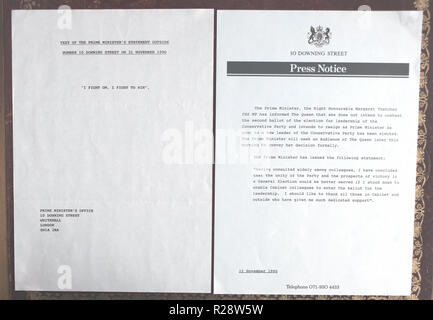 TEXT OF THE PRIME MINISTER'S STATEMENT OUTSIDE
NUMBER 10 DOWNING STREET ON 21 NOVEMBER 1990
"I FIGHT ON, I FIGHT TO WIN".
PRIME MINISTER'S OFFICE
10 DOWNING STREET
WHITEHALL
LONDON
SW1A 2AA
10 DOWNING STREET
Press Notice
The Prime Minister, the Right Honourable Margaret Thatcher
FRS MP has informed The Queen that she does not intend to contest
the second ballot of the election for leadership of the
Conservative Party and intends to resign as Prime Minister as
soon as a new leader of the Conservative Party has been elected.
The Prime Minister will seek an Audience of The Queen later this
morning to convey her decision formally.
The Prime Minister has issued the following statement:
"Having consulted widely among colleagues, I have concluded
that the unity of the Party and the prospects of victory in
a General Election would be better served if I stood down to
enable Cabinet colleagues to enter the ballot for the
leadership. I should like to thank all those in Cabinet and
outside who have given me such dedicated support".
22 November 1990
Telephone 071-930 4433
alamy
Image ID: R28W5W
www.alamy.com